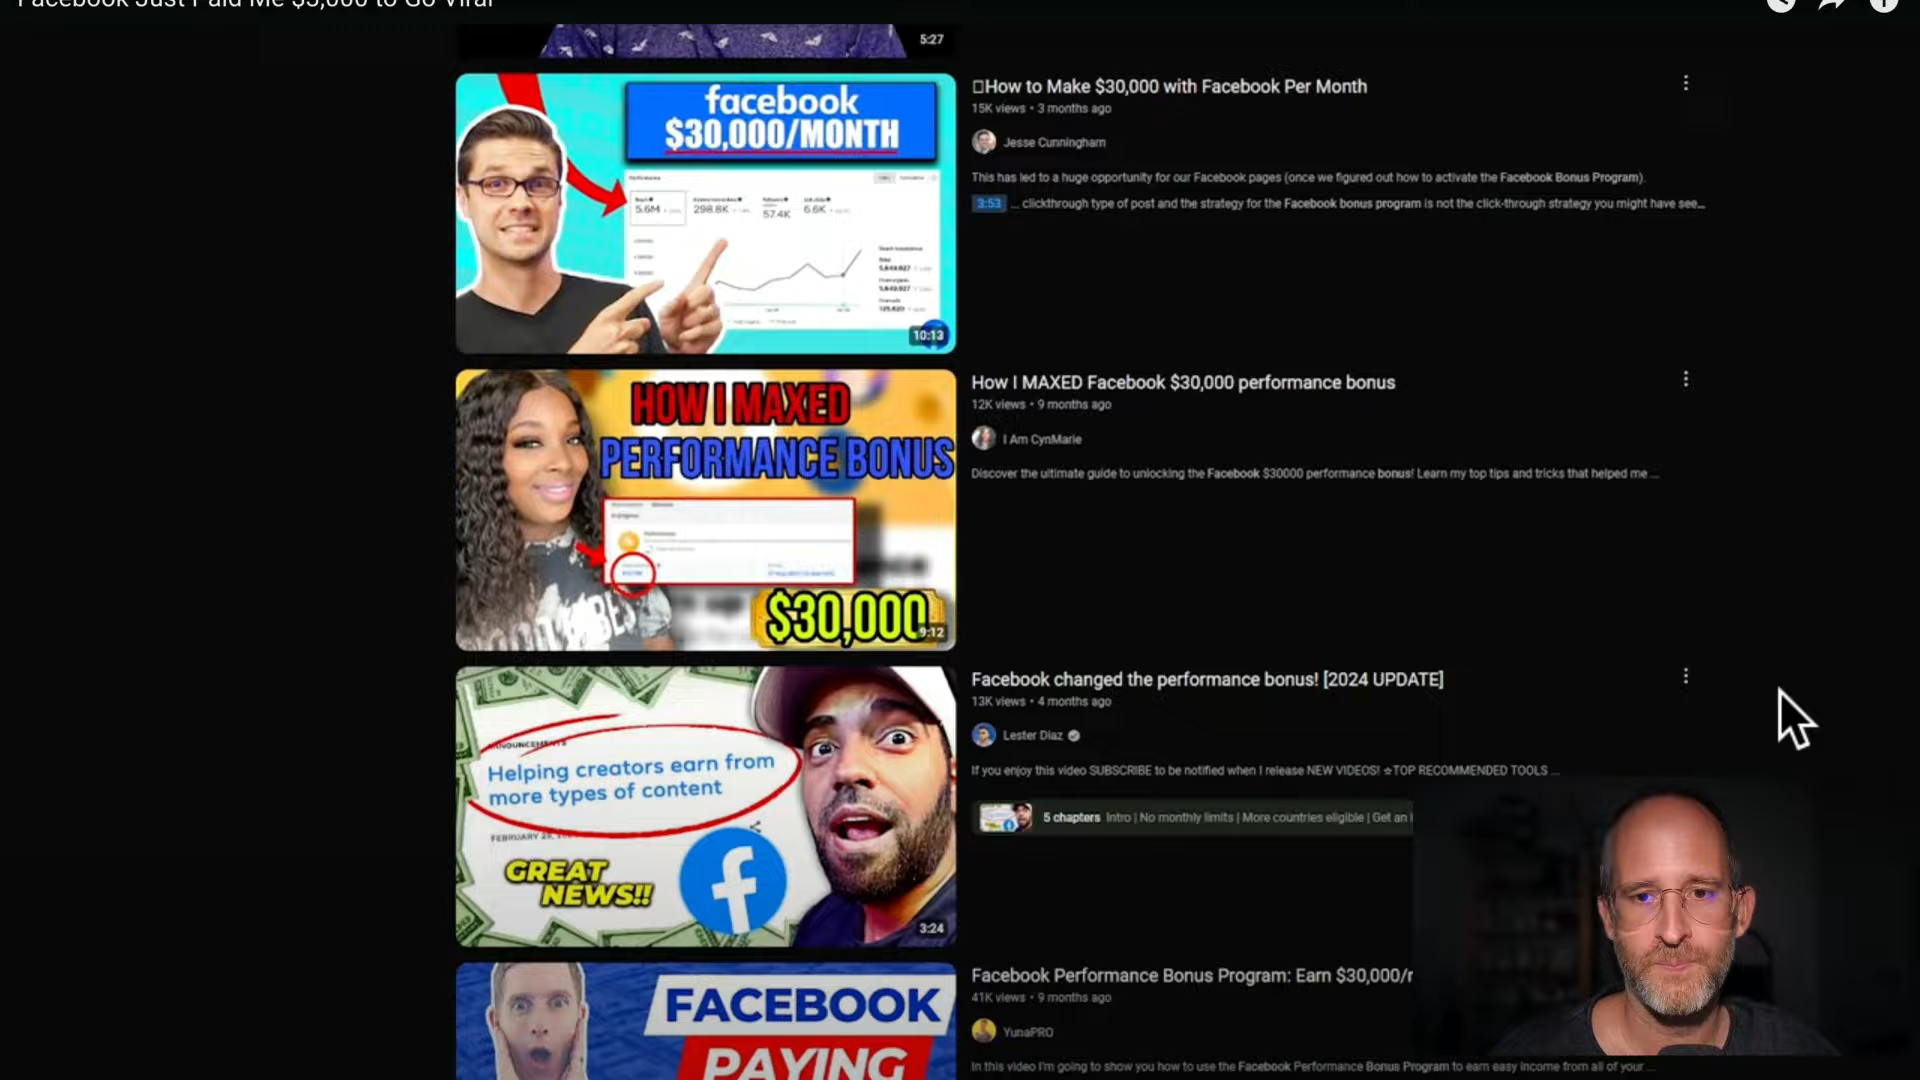 Facebook Just Paid Me $5,000 to Go Viral
5:27
facebook
$30,000/MONTH
5.6M
298.8K
57.4K
6.6K
10:13
How to Make $30,000 with Facebook Per Month
15K views • 3 months ago
Jesse Cunningham
This has led to a huge opportunity for our Facebook pages (once we figured out how to activate the Facebook Bonus Program).
3:53 ... clickthrough type of post and the strategy for the Facebook bonus program is not the click-through strategy you might have see...
HOW I MAXED
PERFORMANCE BONUS
$30,000
9:12
How I MAXED Facebook $30,000 performance bonus
12K views • 9 months ago
I Am CynMarie
Discover the ultimate guide to unlocking the Facebook $30000 performance bonus! Learn my top tips and tricks that helped me ...
Helping creators earn from
more types of content
GREAT
NEWS!!
3:24
Facebook changed the performance bonus! [2024 UPDATE]
13K views • 4 months ago
Lester Diaz
If you enjoy this video SUBSCRIBE to be notified when I release NEW VIDEOS! ⭐TOP RECOMMENDED TOOLS ...
5 chapters Intro | No monthly limits | More countries eligible | Get an
FACEBOOK
PAYING
Facebook Performance Bonus Program: Earn $30,000/
41K views • 9 months ago
YunaPRO
In this video I'm going to show you how to use the Facebook Performance Bonus Program to earn easy income from all of your ...